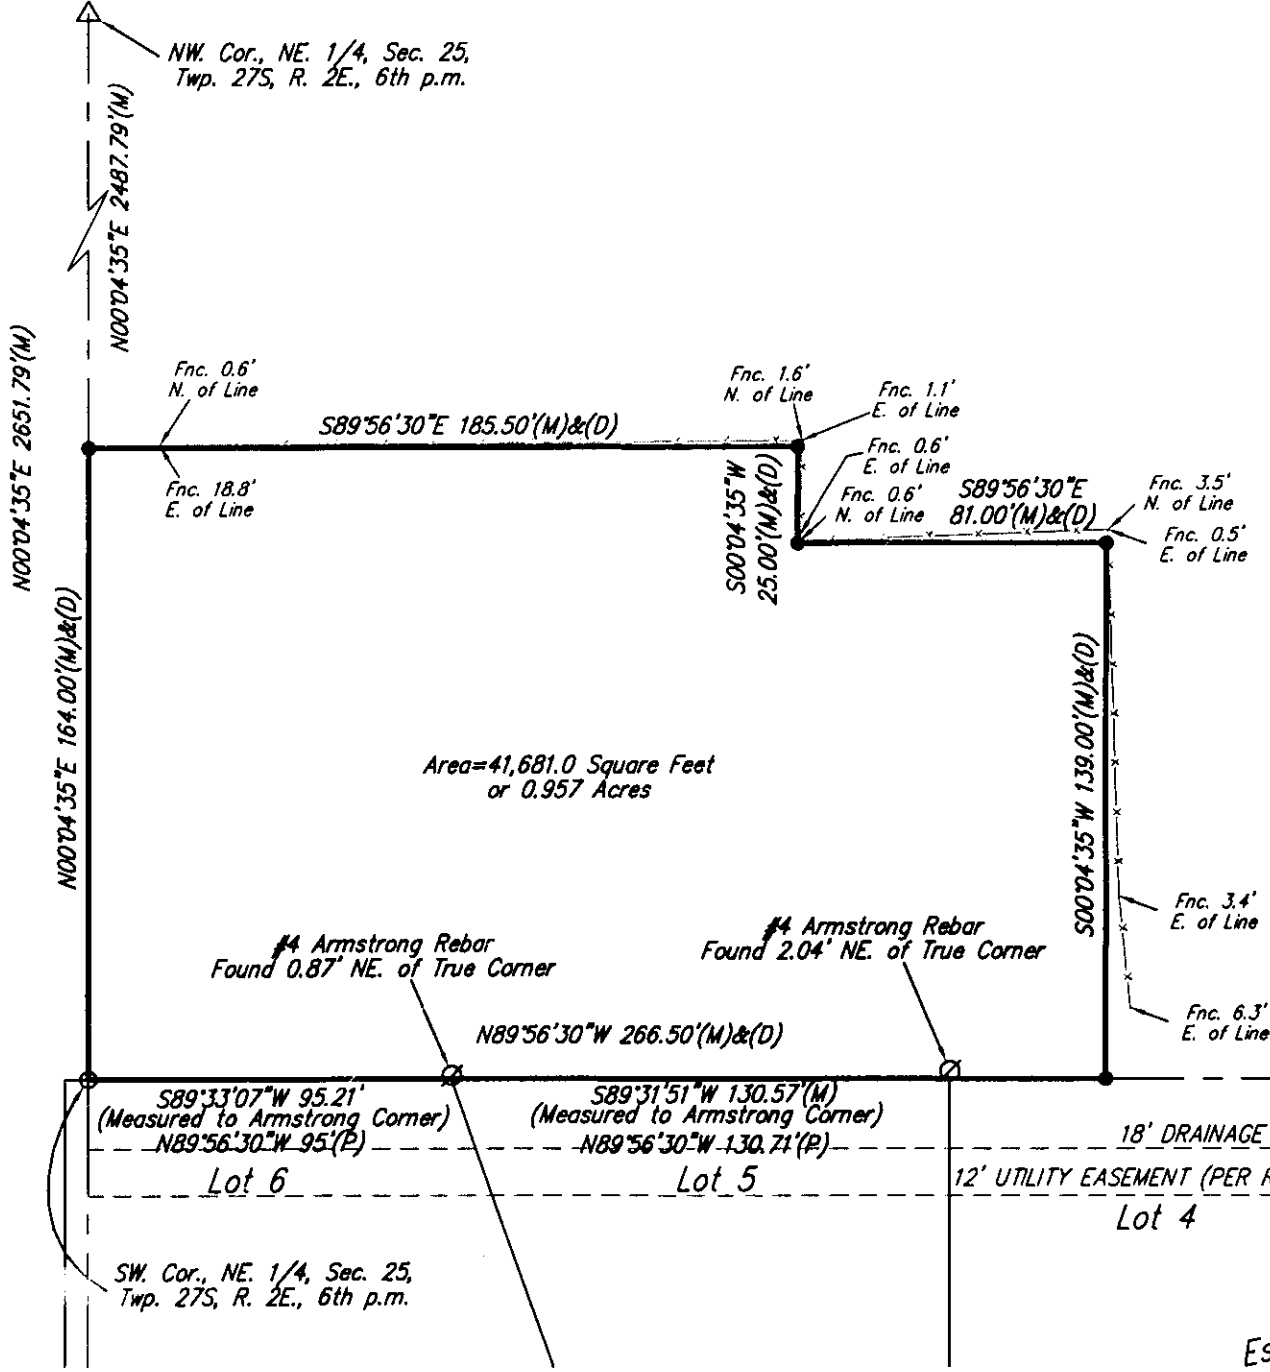 NW. Cor., NE. 1/4, Sec. 25,
Twp. 27S, R. 2E., 6th p.m.
N00°04'35"E 2487.79'(M)
N00°04'35"E 2651.79'(M)
Fnc. 0.6'
N. of Line
S89°56'30"E 185.50'(M)&(D)
Fnc. 1.6'
N. of Line
Fnc. 1.1'
E. of Line
Fnc. 18.8'
E. of Line
Fnc. 0.6'
E. of Line
Fnc. 0.6'
N. of Line
S00°04'35"W
25.00'(M)&(D)
S89°56'30"E
81.00'(M)&(D)
Fnc. 3.5'
N. of Line
Fnc. 0.5'
E. of Line
N00°04'35"E 164.00'(M)&(D)
S00°04'35"W 139.00'(M)&(D)
Area=41,681.0 Square Feet
or 0.957 Acres
Fnc. 3.4'
E. of Line
#4 Armstrong Rebar
Found 0.87' NE. of True Corner
#4 Armstrong Rebar
Found 2.04' NE. of True Corner
Fnc. 6.3'
E. of Line
N89°56'30"W 266.50'(M)&(D)
S89°33'07"W 95.21'
(Measured to Armstrong Corner)
N89°56'30"W 95'(P)
S89°31'51"W 130.57'(M)
(Measured to Armstrong Corner)
N89°56'30"W 130.71'(P)
18' DRAINAGE
Lot 6
Lot 5
12' UTILITY EASEMENT (PER
Lot 4
SW. Cor., NE. 1/4, Sec. 25,
Twp. 27S, R. 2E., 6th p.m.